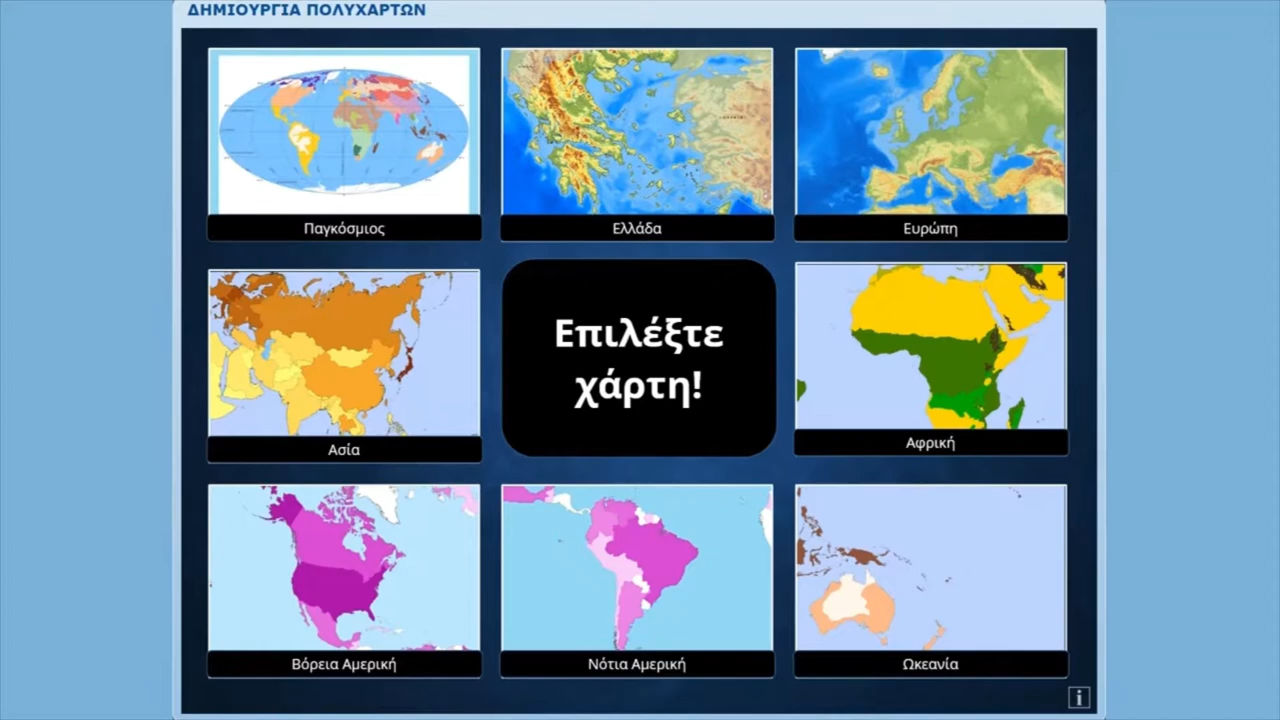 ΔΗΜΙΟΥΡΓΙΑ ΠΟΛΥΧΑΡΤΩΝ
Παγκόσμιος
Ελλάδα
Ευρώπη
Ασία
Επιλέξτε
χάρτη!
Αφρική
Βόρεια Αμερική
Νότια Αμερική
Ωκεανία
i